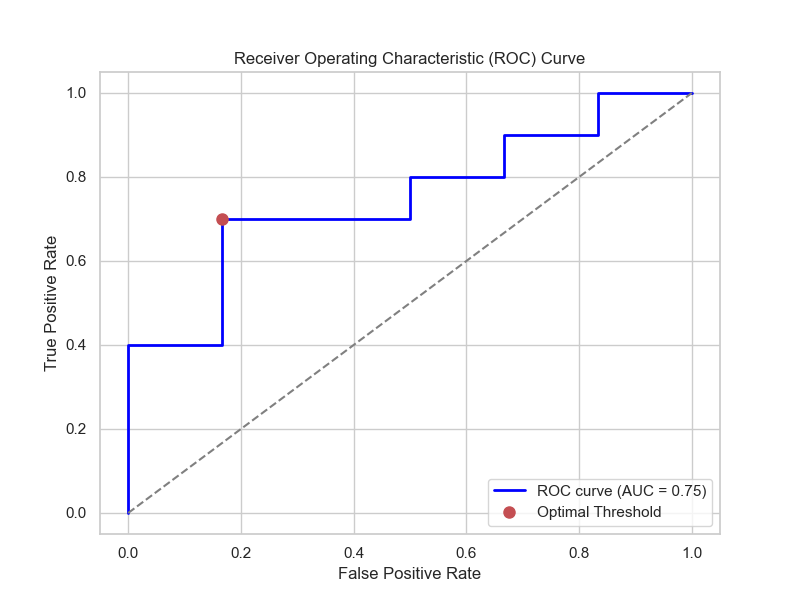 Receiver Operating Characteristic (ROC) Curve
True Positive Rate
1.0
0.8
0.6
0.4
0.2
0.0
0.0 0.2 0.4 0.6 0.8 1.0
False Positive Rate
ROC curve (AUC = 0.75)
Optimal Threshold